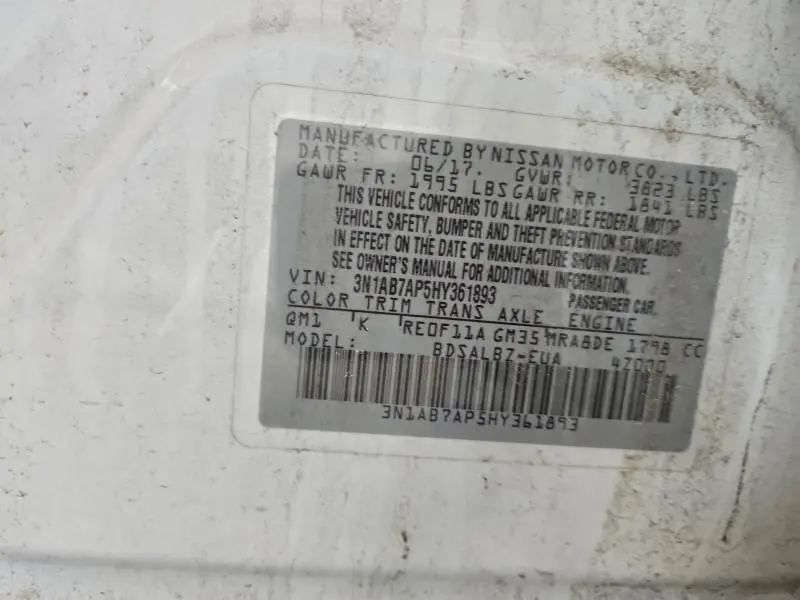 MANUFACTURED BY NISSAN MOTOR CO., LTD.
DATE: 06/17. GVWR: 3823 LBS
GAWR FR: 1995 LBS GAWR RR: 1841 LBS
THIS VEHICLE CONFORMS TO ALL APPLICABLE FEDERAL MOTOR
VEHICLE SAFETY, BUMPER AND THEFT PREVENTION STANDARDS
IN EFFECT ON THE DATE OF MANUFACTURE SHOWN ABOVE.
SEE OWNER'S MANUAL FOR ADDITIONAL INFORMATION.
VIN: 3N1AB7AP5HY361893 PASSENGER CAR
COLOR TRIM TRANS AXLE ENGINE
QM1 K RE0F11A GM35 MRA8DE 1798 CC
MODEL: BDSALBZ-EUA 47000
3N1AB7AP5HY361893